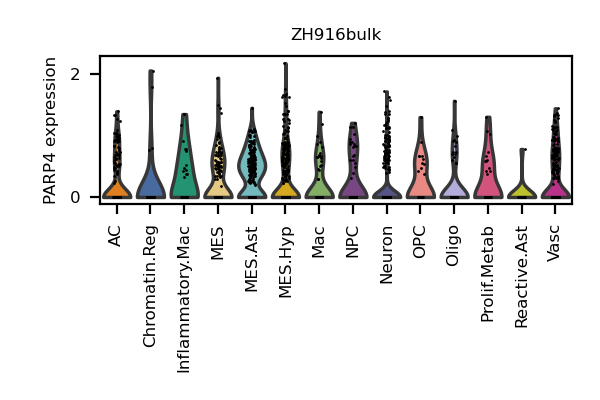 ZH916bulk
PARP4 expression
2
0
AC
Chromatin.Reg
Inflammatory.Mac
MES
MES.Ast
MES.Hyp
Mac
NPC
Neuron
OPC
Oligo
Prolif.Metab
Reactive.Ast
Vasc